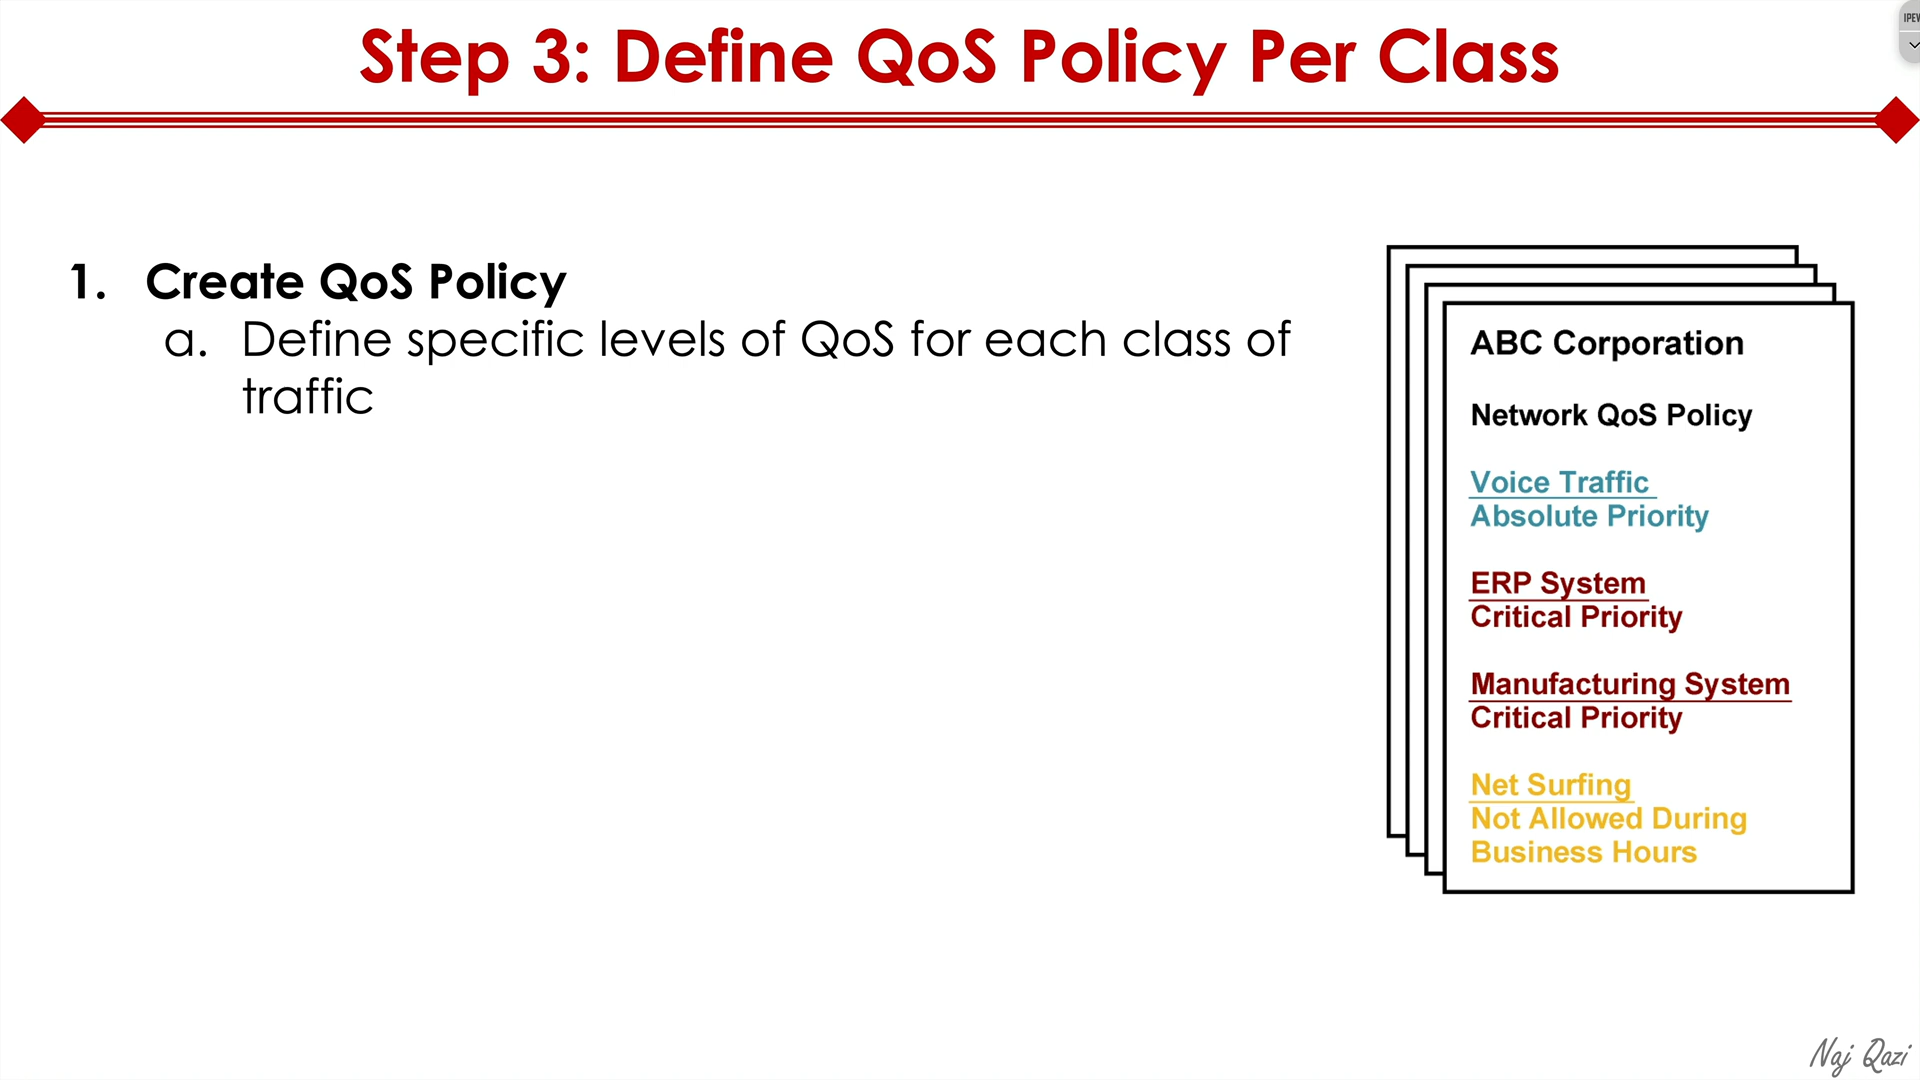 Step 3: Define QoS Policy Per Class
1. Create QoS Policy
a. Define specific levels of QoS for each class of
traffic
ABC Corporation
Network QoS Policy
Voice Traffic
Absolute Priority
ERP System
Critical Priority
Manufacturing System
Critical Priority
Net Surfing
Not Allowed During
Business Hours
Naj Qazi